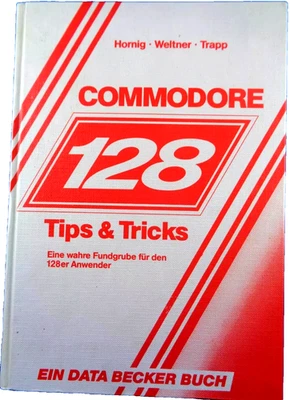 Hornig · Weltner · Trapp
COMMODORE
128
Tips & Tricks
Eine wahre Fundgrube für den
128er Anwender
EIN DATA BECKER BUCH